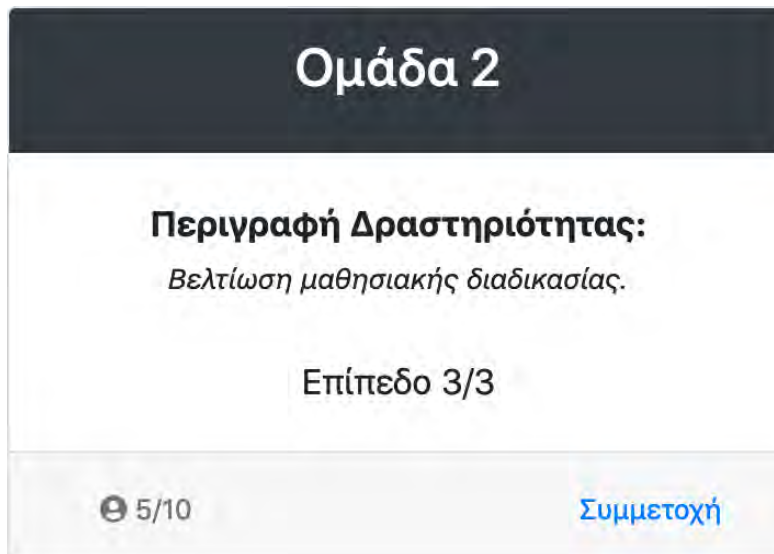 Ομάδα 2
Περιγραφή Δραστηριότητας:
Βελτίωση μαθησιακής διαδικασίας.
Επίπεδο 3/3
5/10 Συμμετοχή